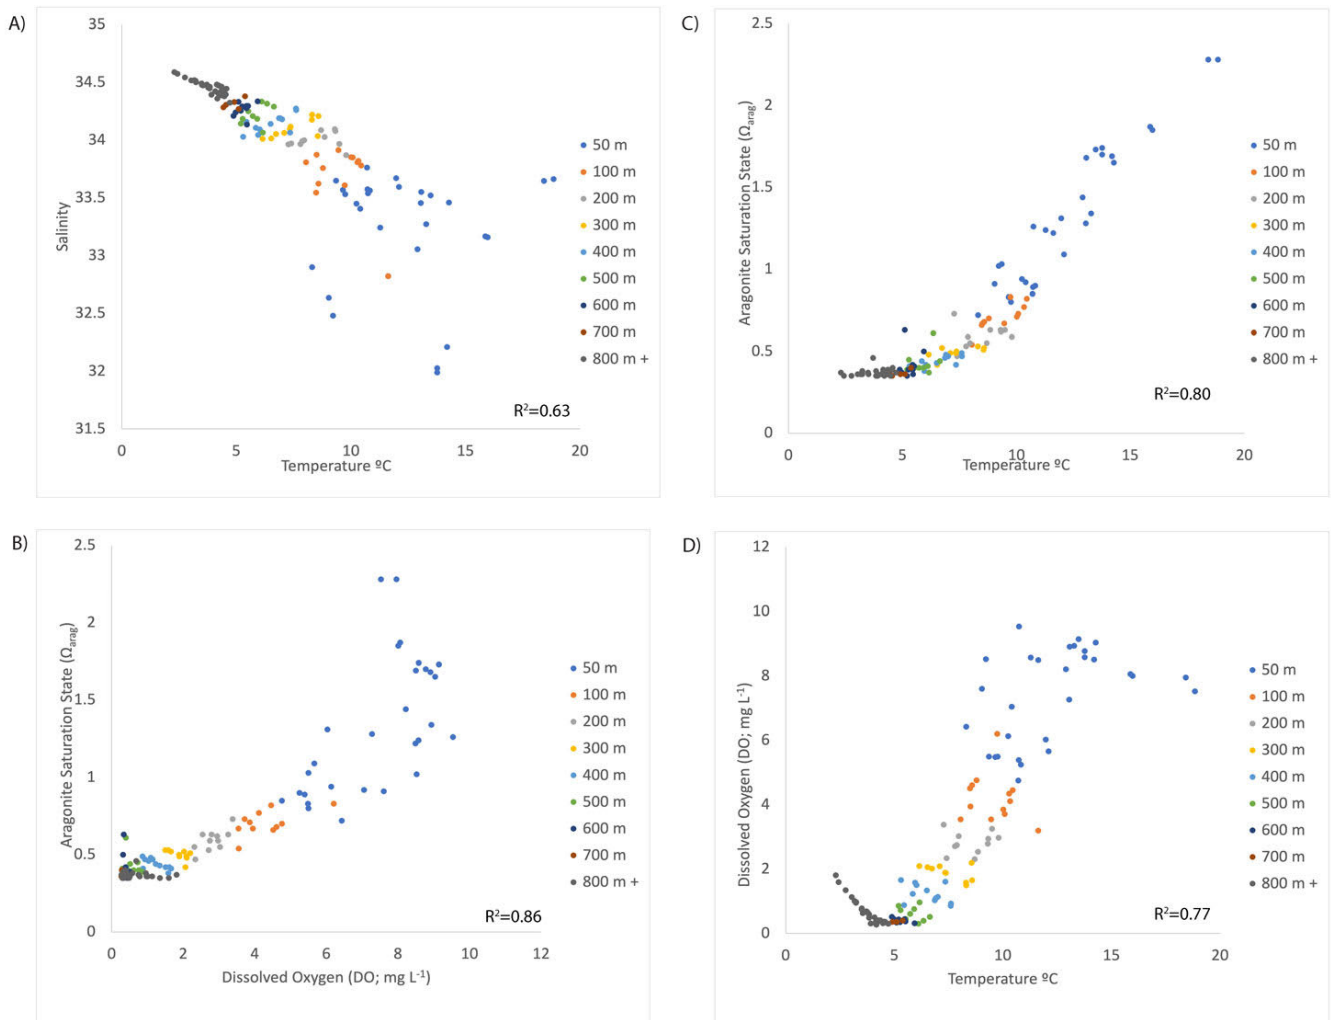 A)
35
34.5
34
33.5
33
32.5
32
31.5
Salinity
0
5
10
15
20
Temperature ºC
R²=0.63
50 m
100 m
200 m
300 m
400 m
500 m
600 m
700 m
800 m +
C)
2.5
2
1.5
1
0.5
0
Aragonite Saturation State (Ωarag)
0
5
10
15
20
Temperature ºC
R²=0.80
50 m
100 m
200 m
300 m
400 m
500 m
600 m
700 m
800 m +
B)
2.5
2
1.5
1
0.5
0
Aragonite Saturation State (Ωarag)
0
2
4
6
8
10
12
Dissolved Oxygen (DO; mg L⁻¹)
R²=0.86
50 m
100 m
200 m
300 m
400 m
500 m
600 m
700 m
800 m +
D)
12
10
8
6
4
2
0
Dissolved Oxygen (DO; mg L⁻¹)
0
5
10
15
20
Temperature ºC
R²=0.77
50 m
100 m
200 m
300 m
400 m
500 m
600 m
700 m
800 m +